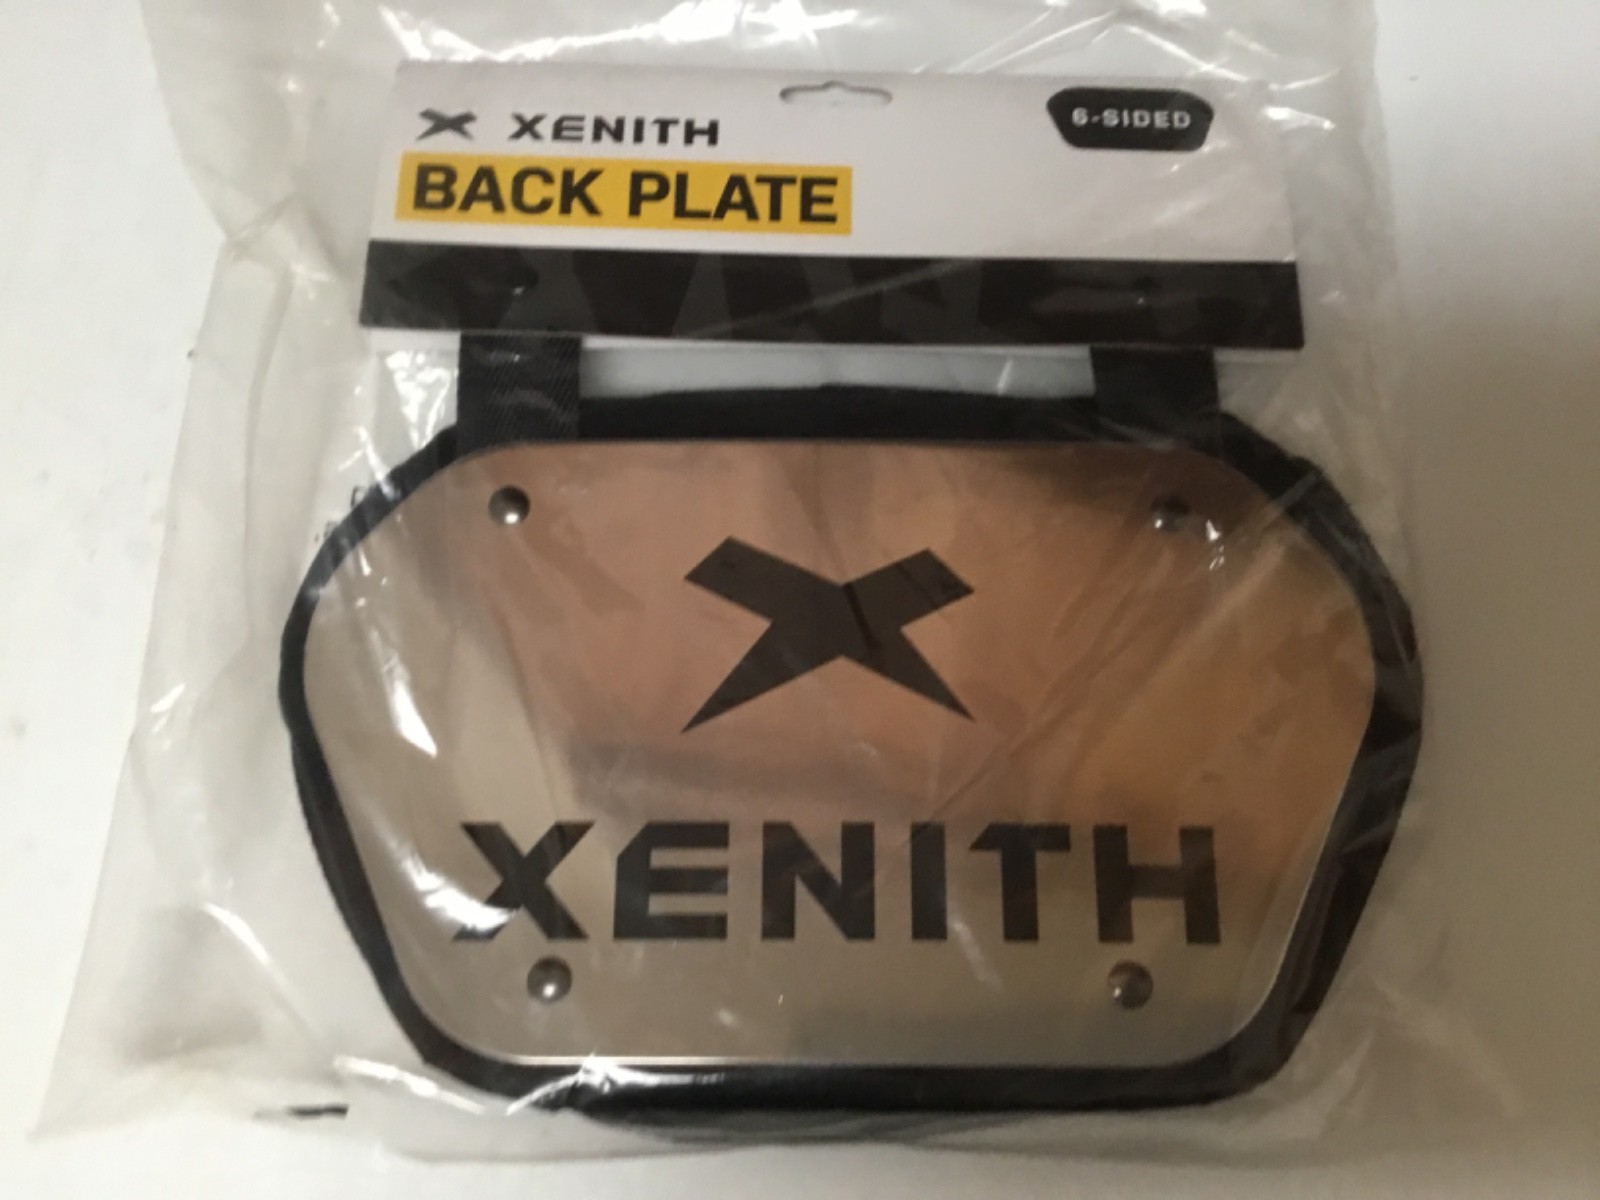 XENITH
6-SIDED
BACK PLATE
XENITH